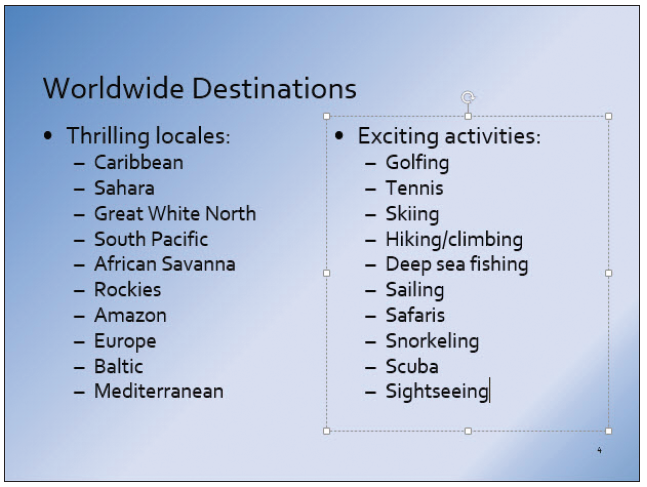 Worldwide Destinations
• Thrilling locales:
– Caribbean
– Sahara
– Great White North
– South Pacific
– African Savanna
– Rockies
– Amazon
– Europe
– Baltic
– Mediterranean
• Exciting activities:
– Golfing
– Tennis
– Skiing
– Hiking/climbing
– Deep sea fishing
– Sailing
– Safaris
– Snorkeling
– Scuba
– Sightseeing
4